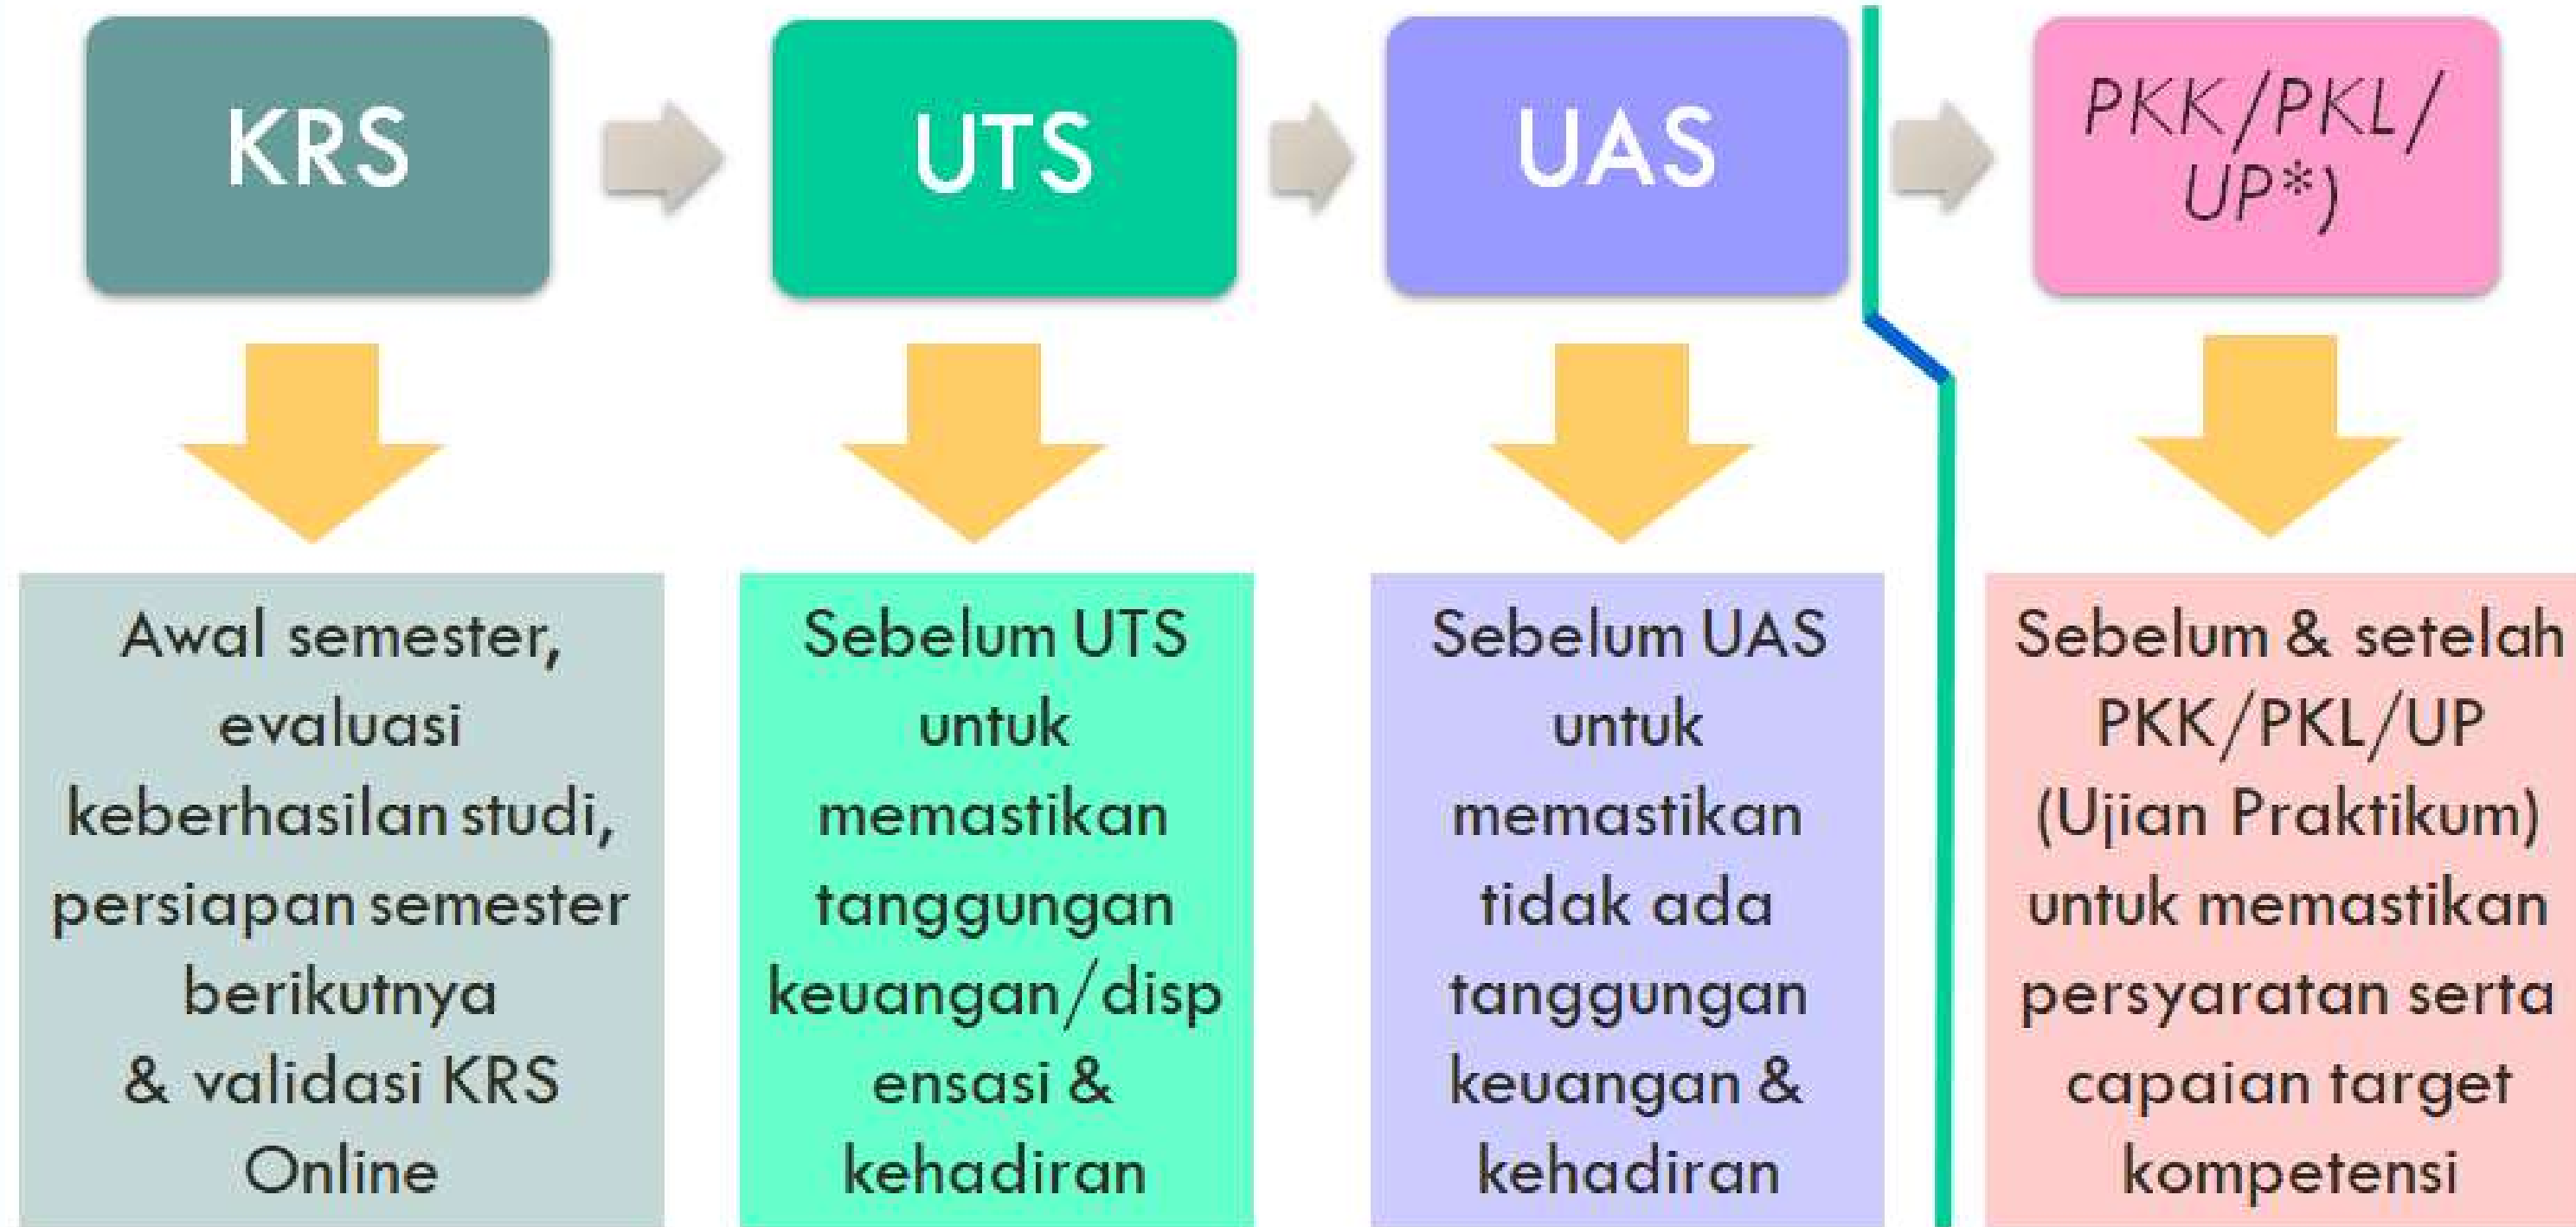 KRS
UTS
UAS
PKK/PKL/
UP*)
Awal semester,
evaluasi
keberhasilan studi,
persiapan semester
berikutnya
& validasi KRS
Online
Sebelum UTS
untuk
memastikan
tanggungan
keuangan/disp
ensasi &
kehadiran
Sebelum UAS
untuk
memastikan
tidak ada
tanggungan
keuangan &
kehadiran
Sebelum & setelah
PKK/PKL/UP
(Ujian Praktikum)
untuk memastikan
persyaratan serta
capaian target
kompetensi